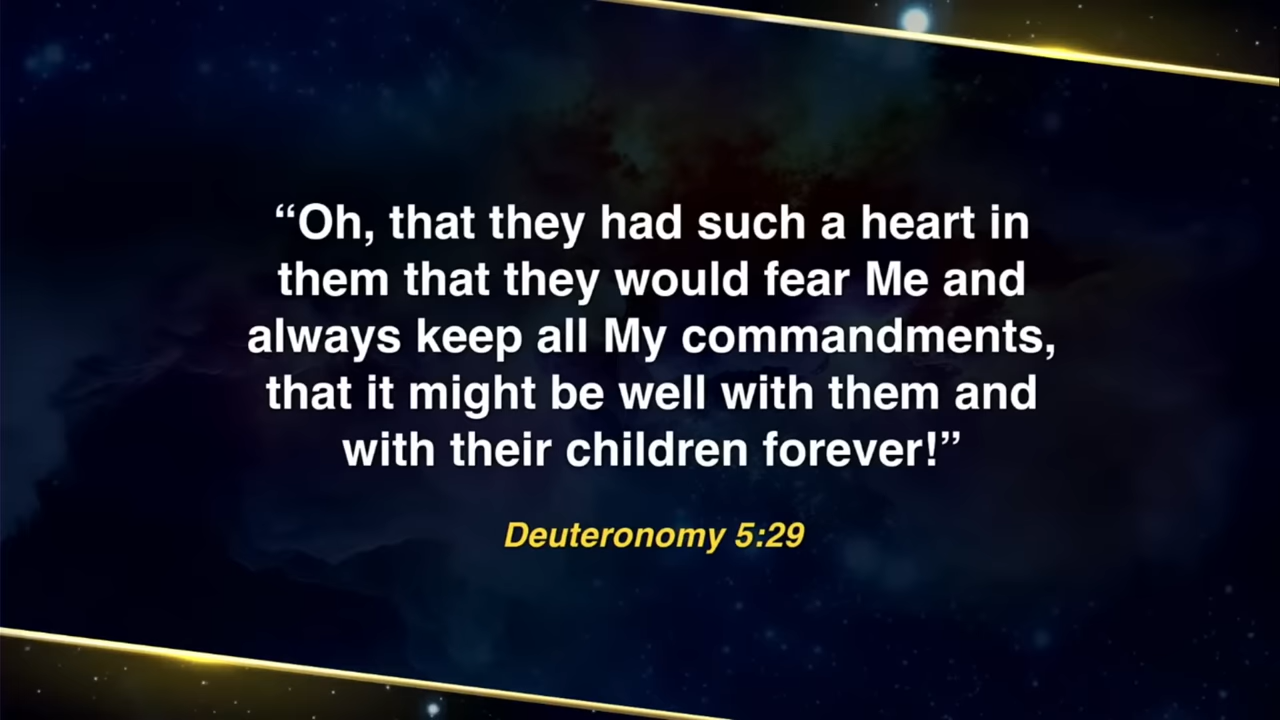 “Oh, that they had such a heart in
them that they would fear Me and
always keep all My commandments,
that it might be well with them and
with their children forever!”
Deuteronomy 5:29